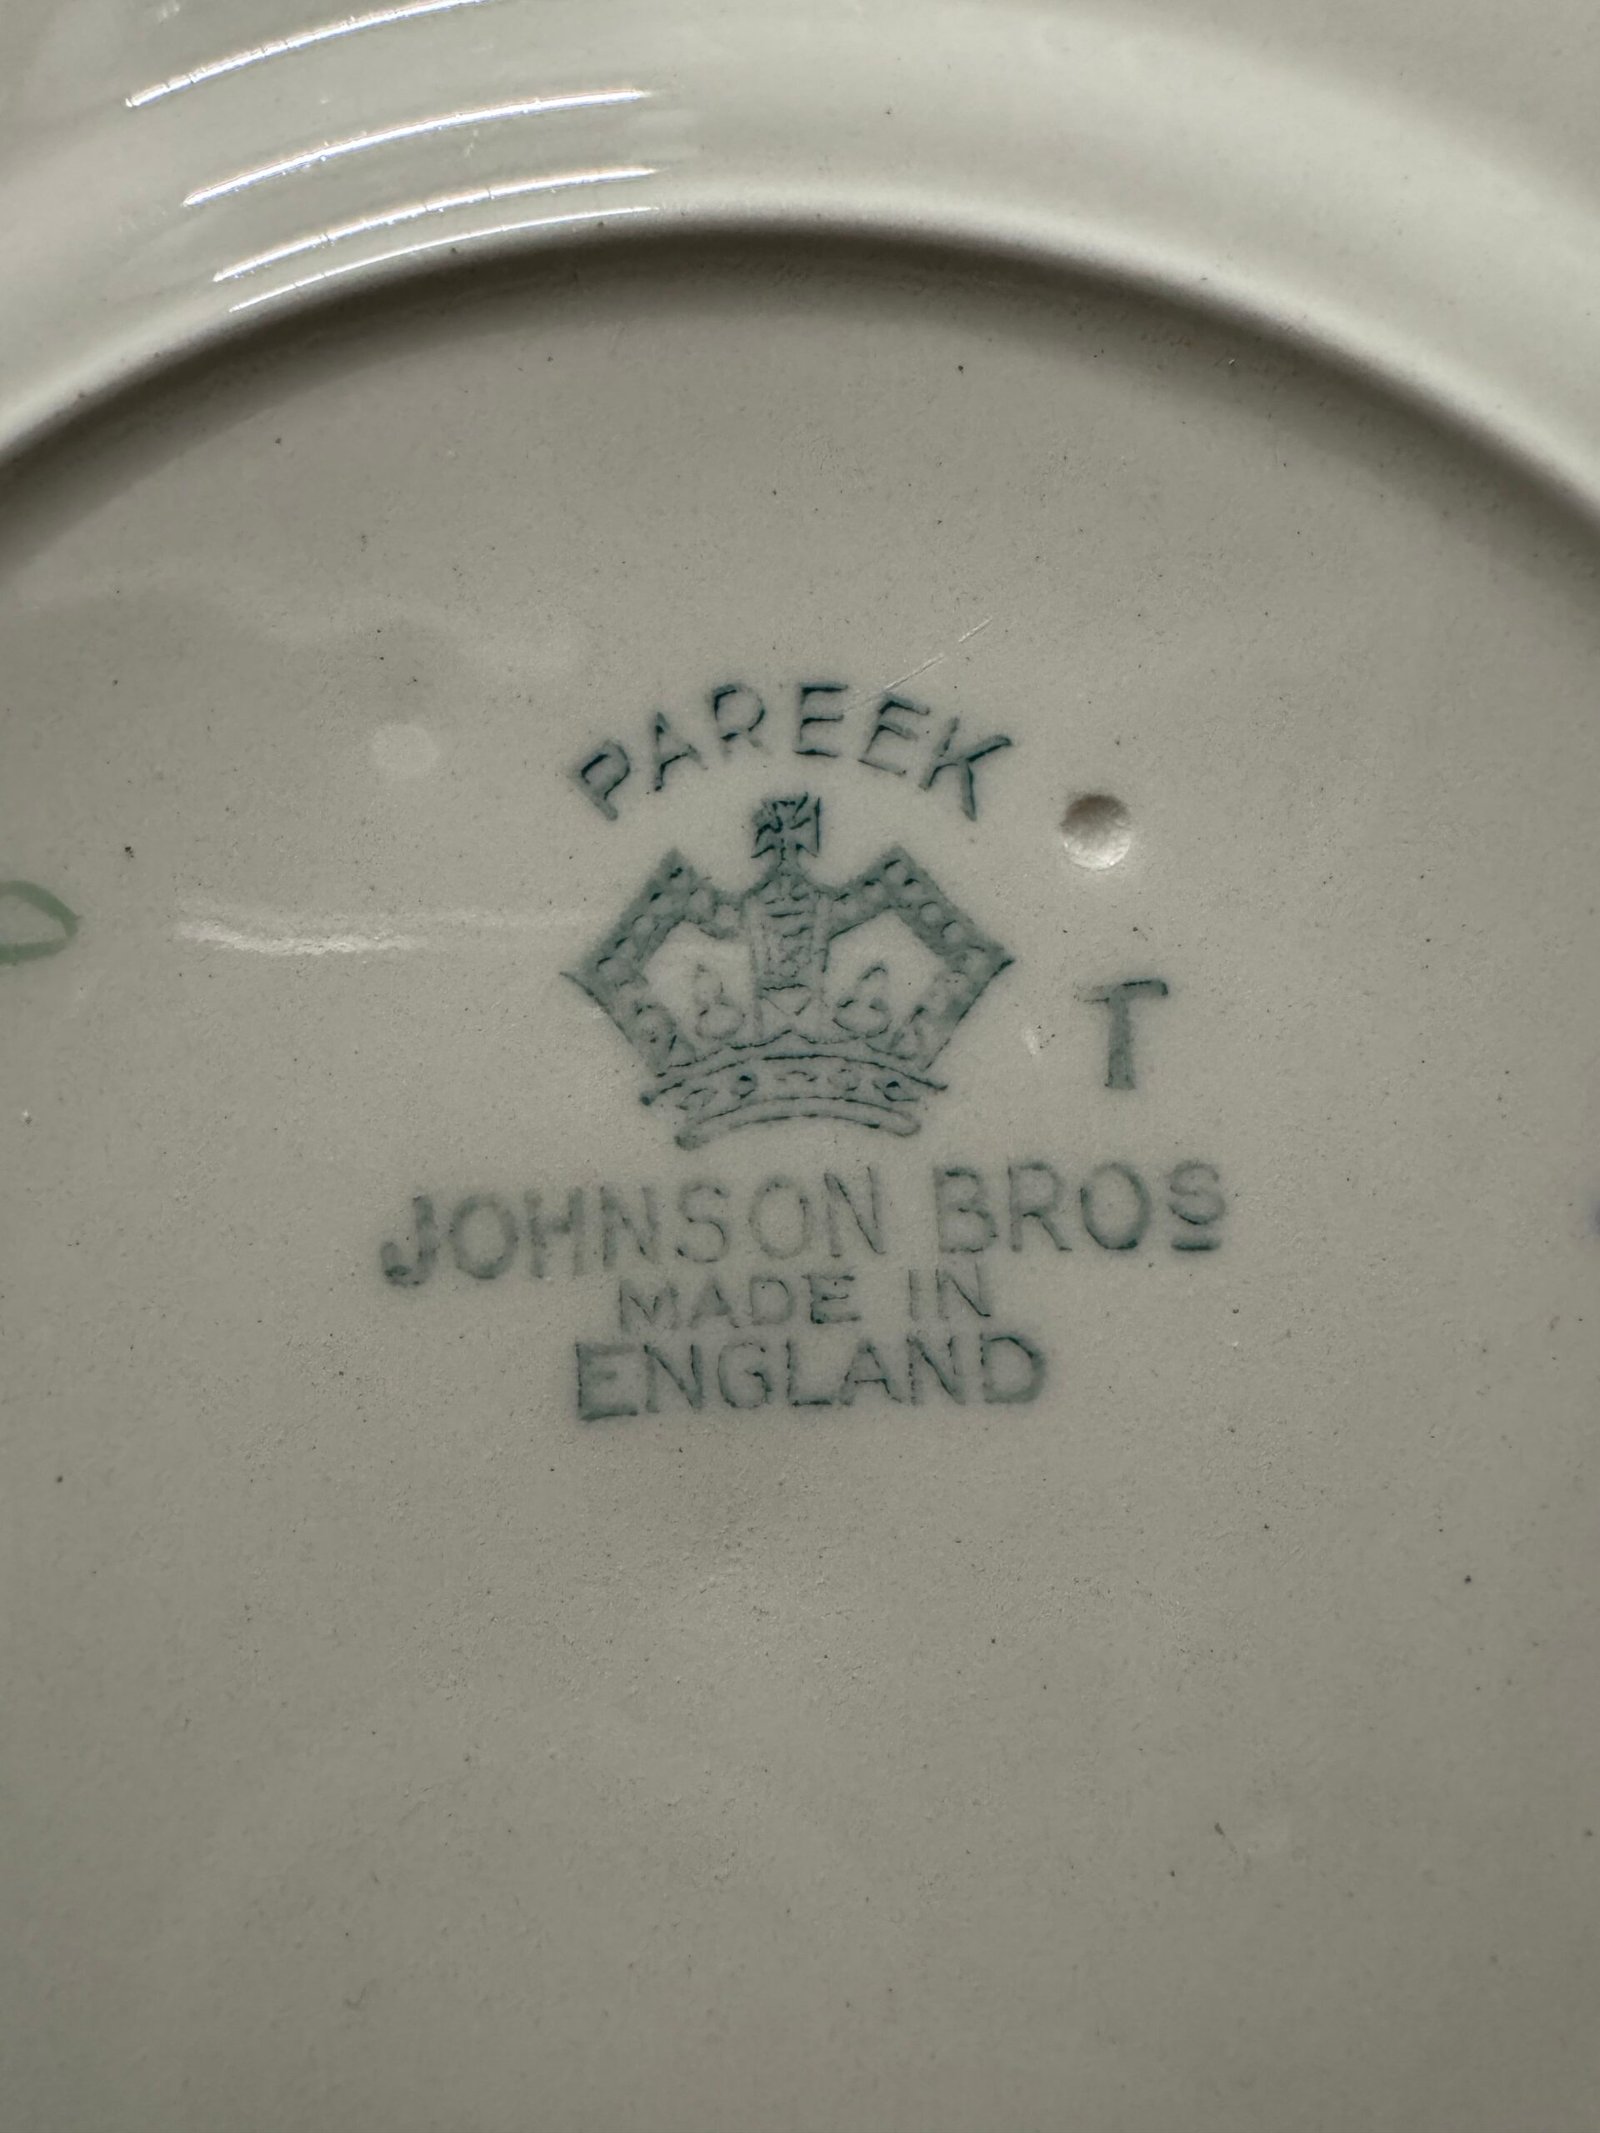 PAREEK
T
JOHNSON BROS
MADE IN
ENGLAND